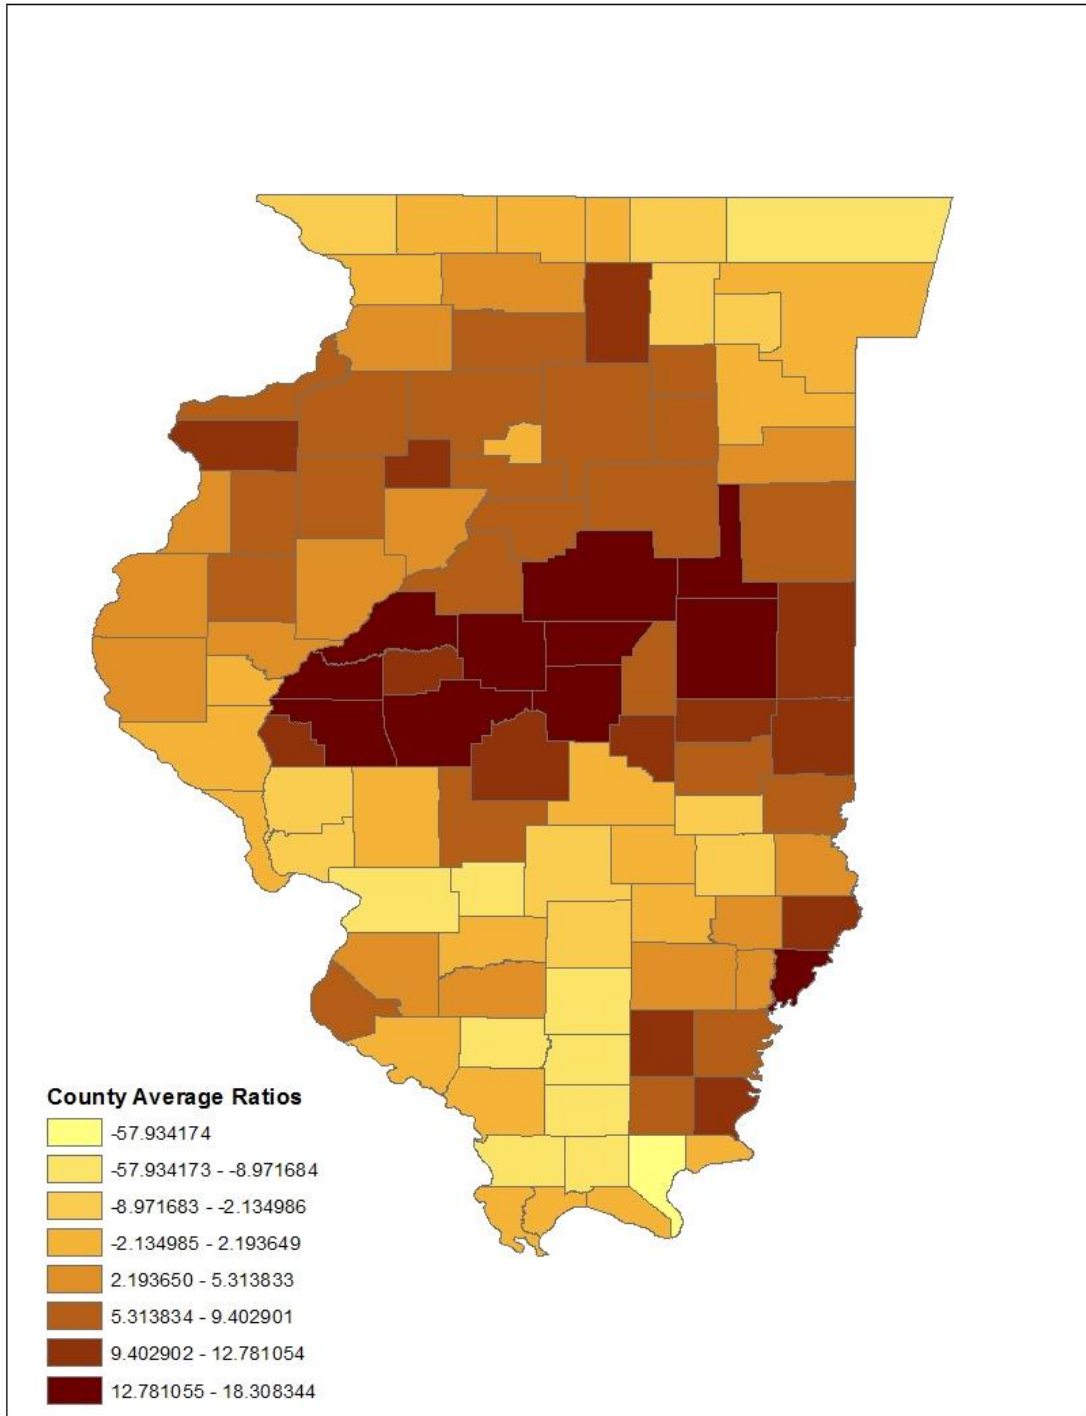 County Average Ratios
-57.934174
-57.934173 - -8.971684
-8.971683 - -2.134986
-2.134985 - 2.193649
2.193650 - 5.313833
5.313834 - 9.402901
9.402902 - 12.781054
12.781055 - 18.308344